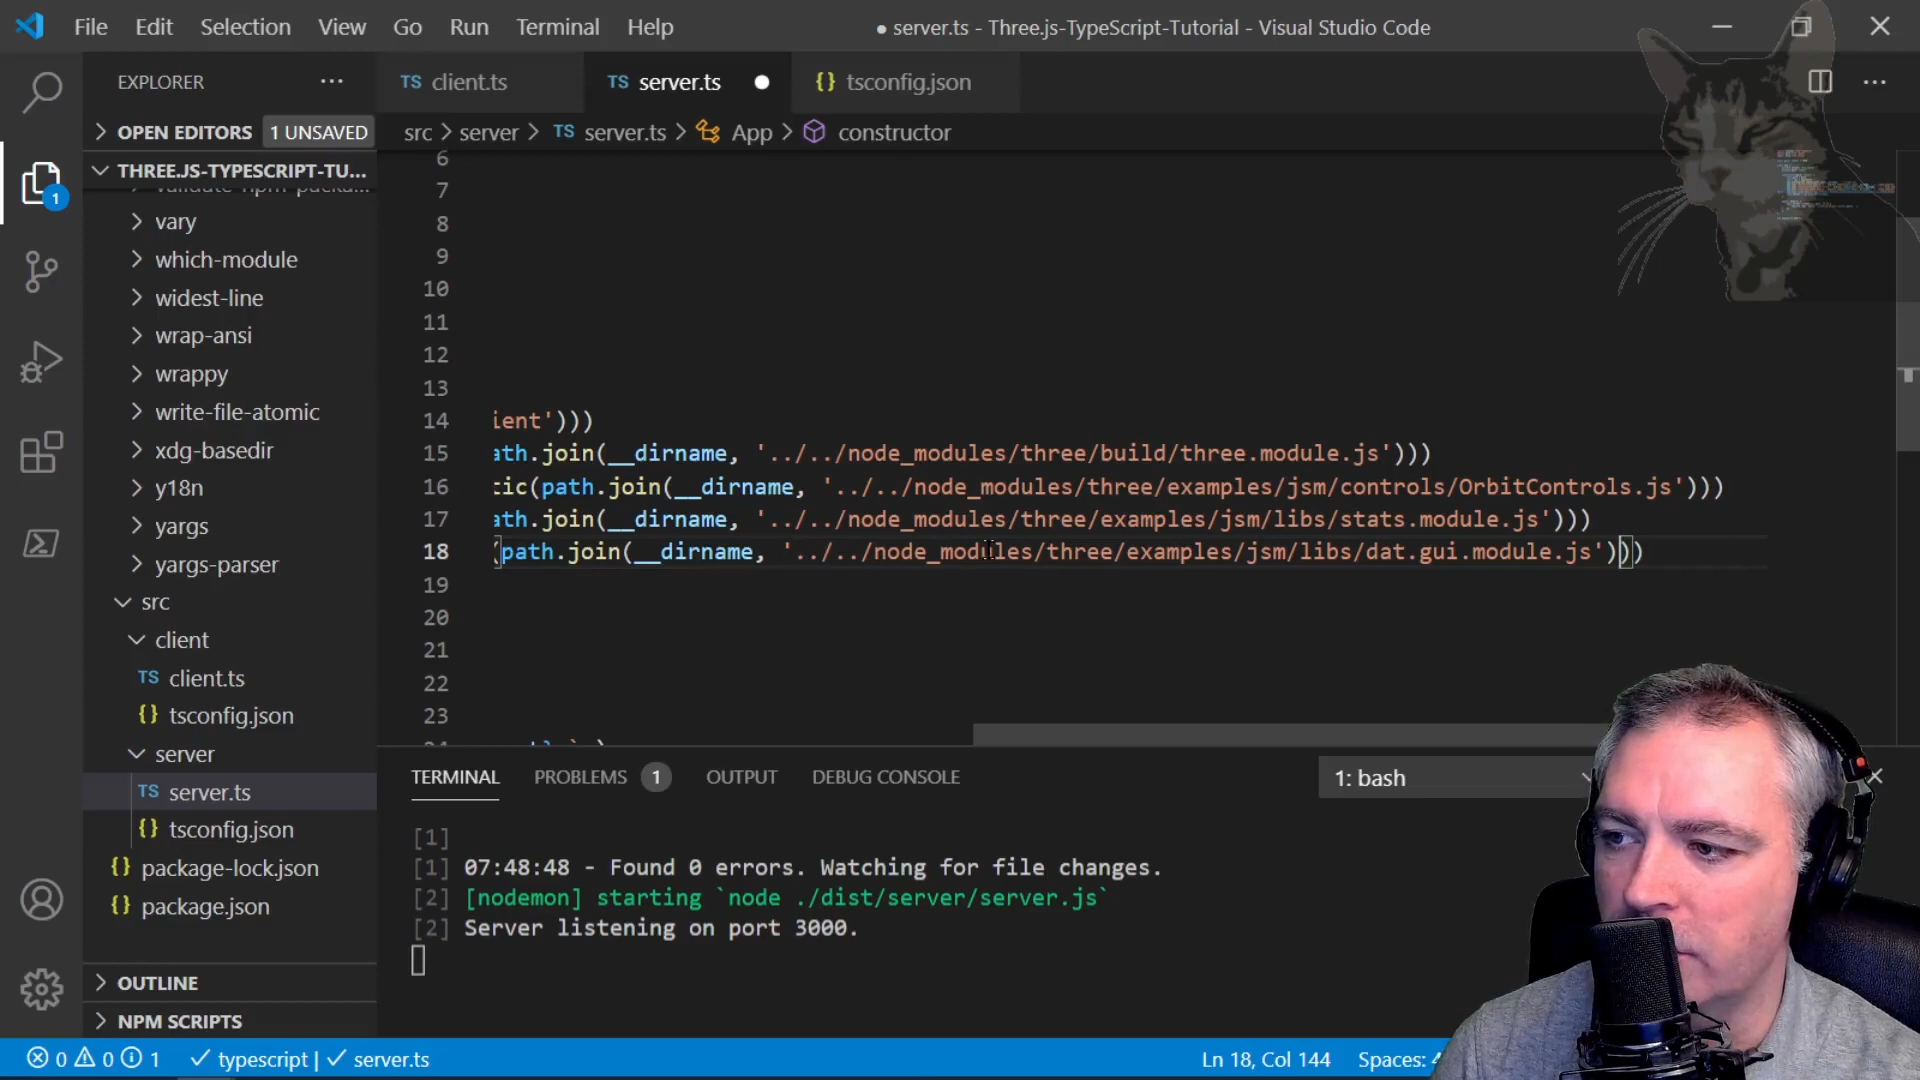 File Edit Selection View Go Run Terminal Help
● server.ts - Three.js-TypeScript-Tutorial - Visual Studio Code
EXPLORER ...
OPEN EDITORS 1 UNSAVED
THREE.JS-TYPESCRIPT-TU...
vary
which-module
widest-line
wrap-ansi
wrappy
write-file-atomic
xdg-basedir
y18n
yargs
yargs-parser
src
client
TS client.ts
{} tsconfig.json
server
TS server.ts
{} tsconfig.json
{} package-lock.json
{} package.json
OUTLINE
NPM SCRIPTS
1
TS client.ts
TS server.ts
{} tsconfig.json
src > server > TS server.ts > App > constructor
6
7
8
9
10
11
12
13
14 ient')))
15 ath.join(__dirname, '../../node_modules/three/build/three.module.js')))
16 tic(path.join(__dirname, '../../node_modules/three/examples/jsm/controls/OrbitControls.js')))
17 ath.join(__dirname, '../../node_modules/three/examples/jsm/libs/stats.module.js')))
18 (path.join(__dirname, '../../node_modules/three/examples/jsm/libs/dat.gui.module.js')))
19
20
21
22
23
TERMINAL PROBLEMS 1 OUTPUT DEBUG CONSOLE
1: bash
[1]
[1] 07:48:48 - Found 0 errors. Watching for file changes.
[2] [nodemon] starting `node ./dist/server/server.js`
[2] Server listening on port 3000.
0 0 1 typescript | server.ts
Ln 18, Col 144 Spaces: